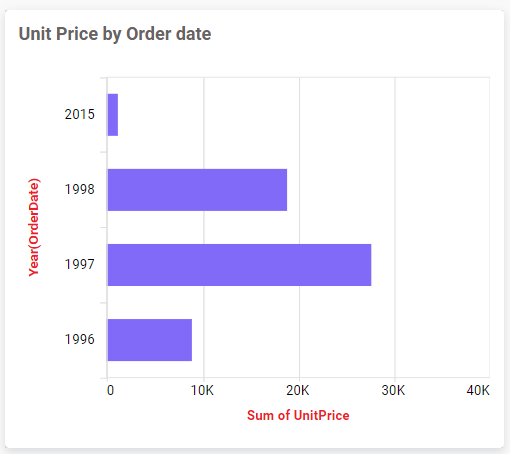 Unit Price by Order date
2015
1998
1997
1996
Year(OrderDate)
0 10K 20K 30K 40K
Sum of UnitPrice